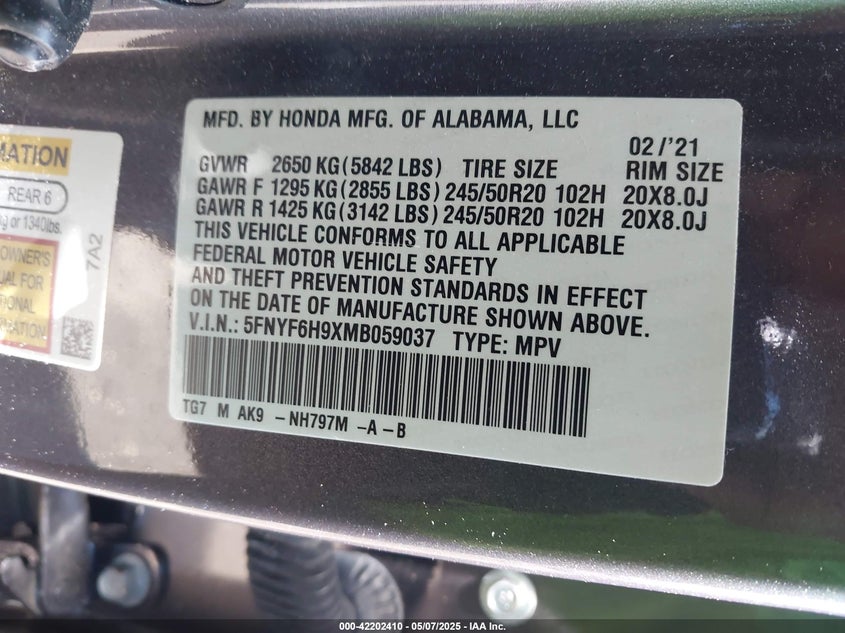 MFD. BY HONDA MFG. OF ALABAMA, LLC
02/'21
GVWR 2650 KG(5842 LBS) TIRE SIZE RIM SIZE
GAWR F 1295 KG(2855 LBS) 245/50R20 102H 20X8.0J
GAWR R 1425 KG(3142 LBS) 245/50R20 102H 20X8.0J
THIS VEHICLE CONFORMS TO ALL APPLICABLE
FEDERAL MOTOR VEHICLE SAFETY
AND THEFT PREVENTION STANDARDS IN EFFECT
ON THE DATE OF MANUFACTURE SHOWN ABOVE.
V.I.N.: 5FNYF6H9XMB059037 TYPE: MPV
TG7 M AK9 -NH797M -A-B
REAR 6
or 1340lbs.
OWNER'S
FOR
7A2
000-42202410 - 05/07/2025 - IAA Inc.